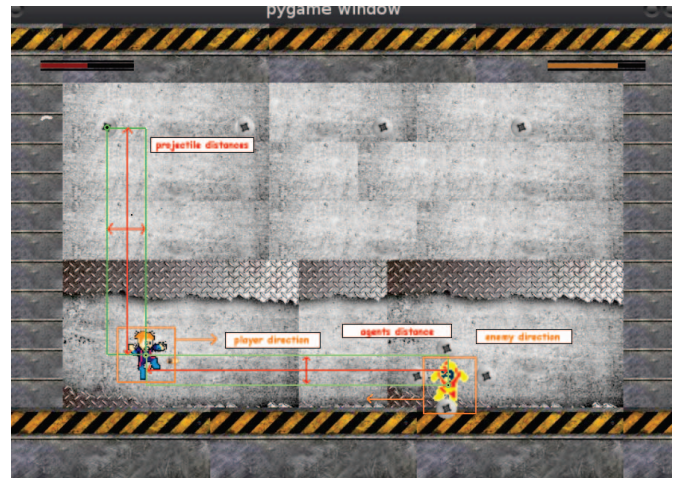 pygame window
projectile distances
agents distance
player direction
enemy direction